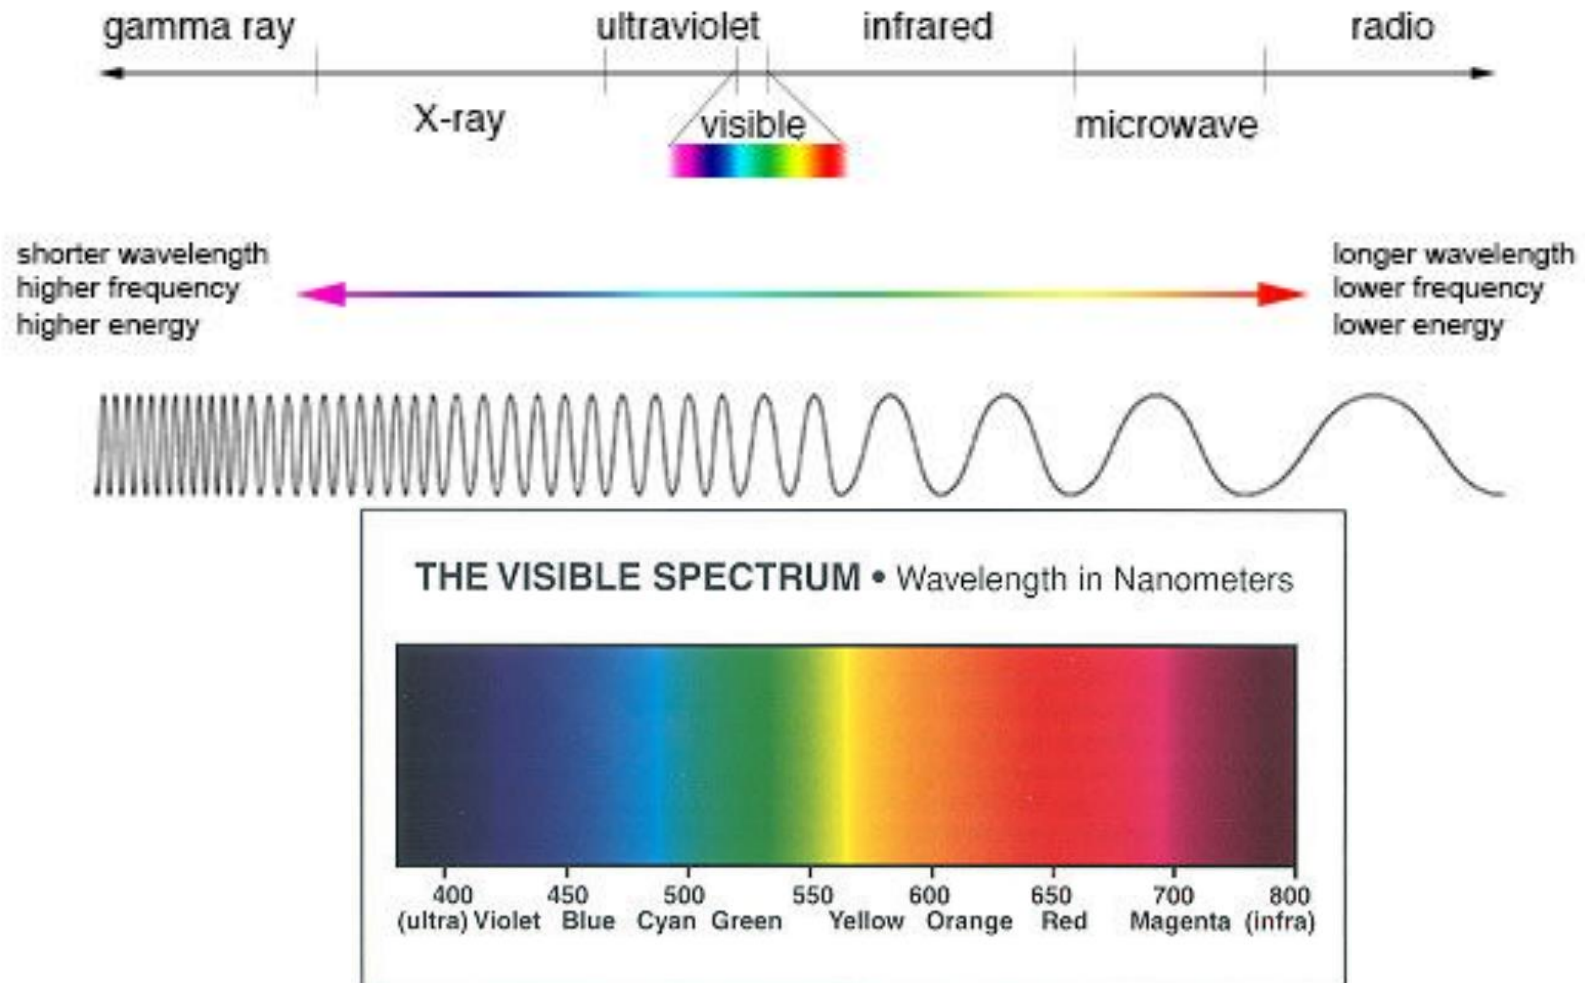 gamma ray ultraviolet infrared radio
X-ray visible microwave
shorter wavelength
higher frequency
higher energy
longer wavelength
lower frequency
lower energy
THE VISIBLE SPECTRUM • Wavelength in Nanometers
400 450 500 550 600 650 700 800
(ultra) Violet Blue Cyan Green Yellow Orange Red Magenta (infra)